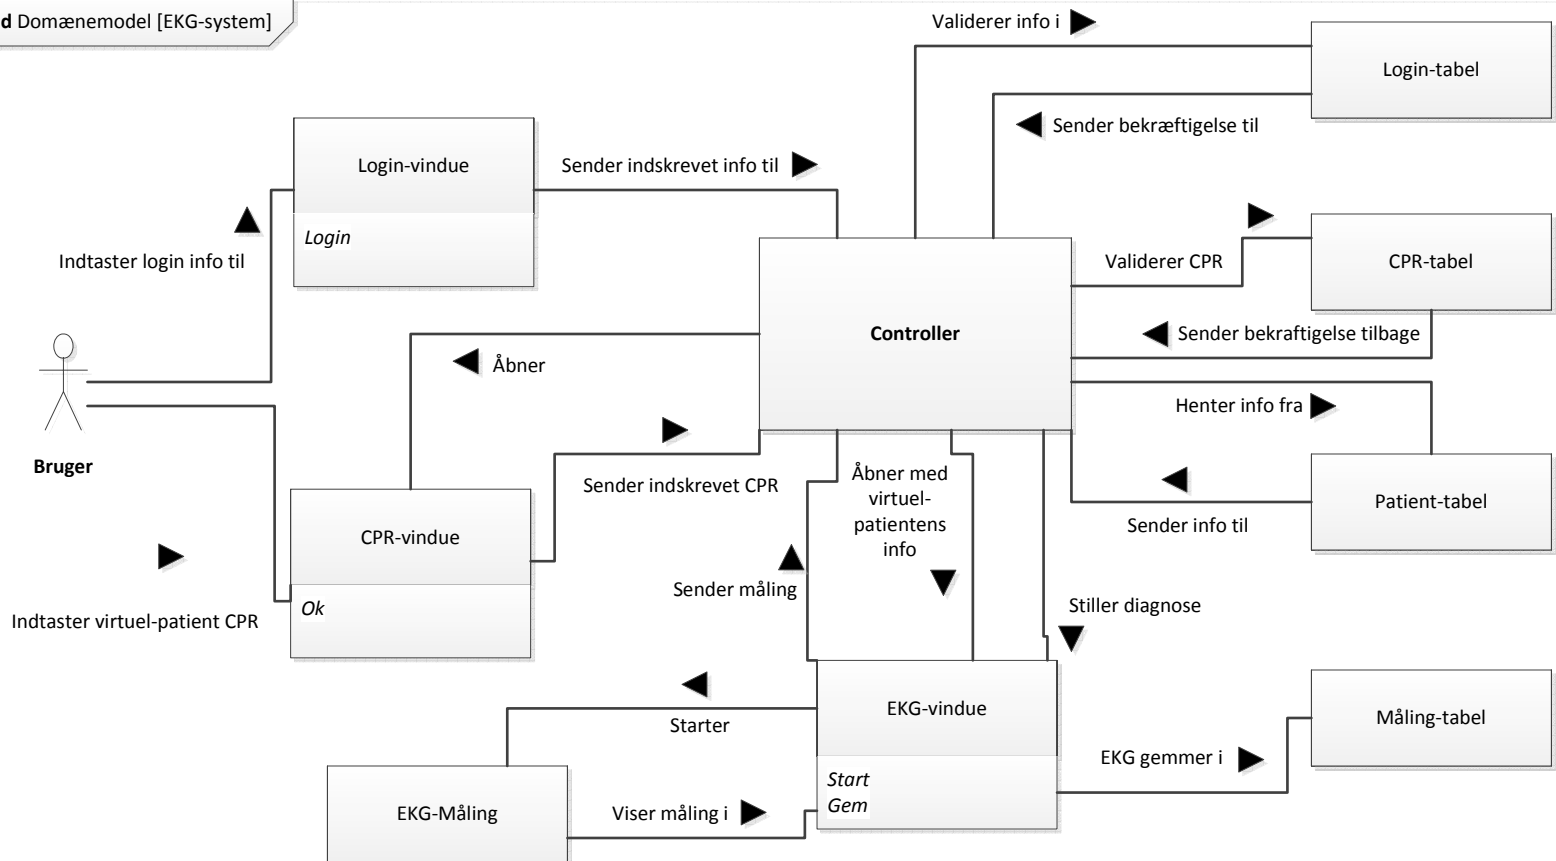 d Domænemodel [EKG-system]
Validerer info i
Login-tabel
Sender bekræftigelse til
Login-vindue
Sender indskrevet info til
Login
Indtaster login info til
Validerer CPR
CPR-tabel
Controller
Sender bekraftigelse tilbage
Åbner
Henter info fra
Bruger
Sender indskrevet CPR
Åbner med
virtuel-
patientens
info
Patient-tabel
Sender info til
CPR-vindue
Ok
Indtaster virtuel-patient CPR
Sender måling
Stiller diagnose
EKG-vindue
Starter
Måling-tabel
EKG gemmer i
Start
Gem
EKG-Måling
Viser måling i